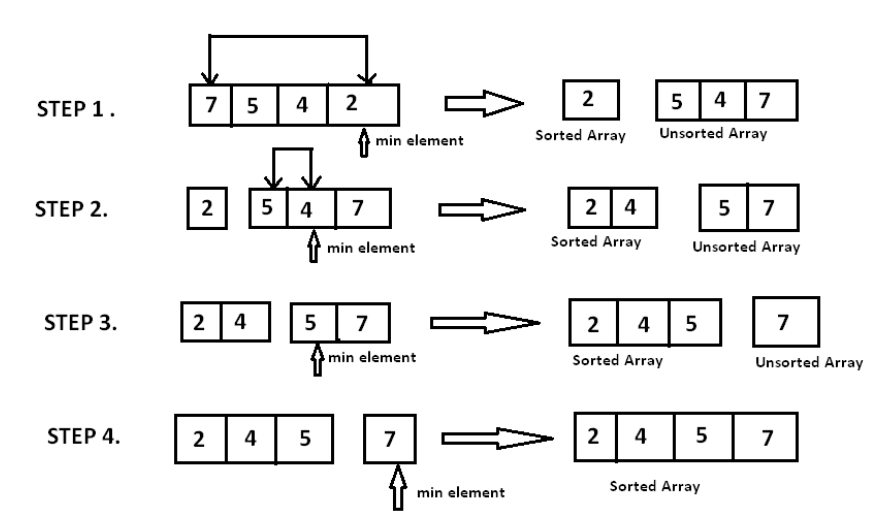 STEP 1 .
7 5 4 2
min element
2
Sorted Array
5 4 7
Unsorted Array
STEP 2.
2
5 4 7
min element
2 4
Sorted Array
5 7
Unsorted Array
STEP 3.
2 4
5 7
min element
2 4 5
Sorted Array
7
Unsorted Array
STEP 4.
2 4 5
7
min element
2 4 5 7
Sorted Array